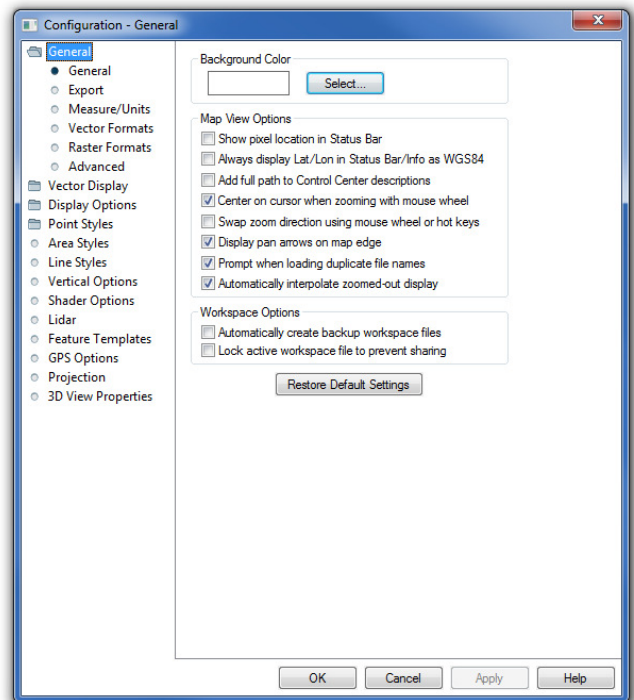 Configuration - General
General
General
Export
Measure/Units
Vector Formats
Raster Formats
Advanced
Vector Display
Display Options
Point Styles
Area Styles
Line Styles
Vertical Options
Shader Options
Lidar
Feature Templates
GPS Options
Projection
3D View Properties
Background Color
Select...
Map View Options
Show pixel location in Status Bar
Always display Lat/Lon in Status Bar/Info as WGS84
Add full path to Control Center descriptions
Center on cursor when zooming with mouse wheel
Swap zoom direction using mouse wheel or hot keys
Display pan arrows on map edge
Prompt when loading duplicate file names
Automatically interpolate zoomed-out display
Workspace Options
Automatically create backup workspace files
Lock active workspace file to prevent sharing
Restore Default Settings
OK
Cancel
Apply
Help